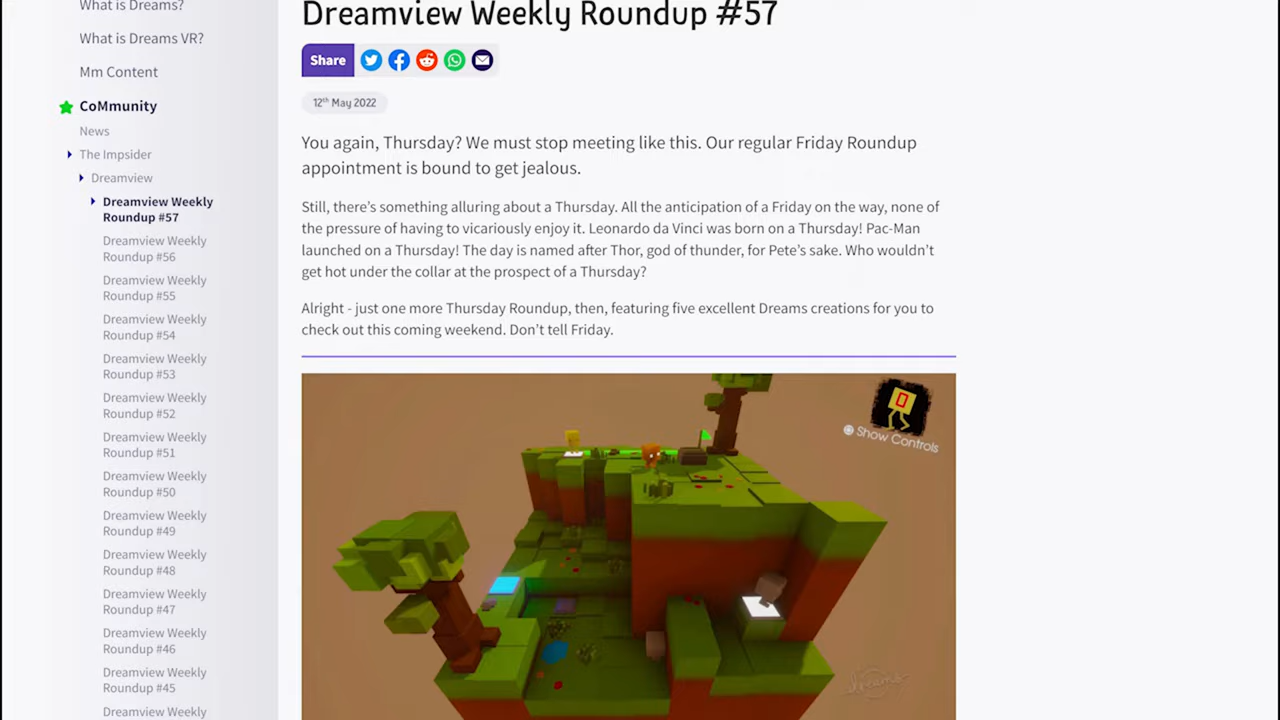 What is Dreams?
What is Dreams VR?
Mm Content
CoMmunity
News
The Impsider
Dreamview
Dreamview Weekly
Roundup #57
Dreamview Weekly
Roundup #56
Dreamview Weekly
Roundup #55
Dreamview Weekly
Roundup #54
Dreamview Weekly
Roundup #53
Dreamview Weekly
Roundup #52
Dreamview Weekly
Roundup #51
Dreamview Weekly
Roundup #50
Dreamview Weekly
Roundup #49
Dreamview Weekly
Roundup #48
Dreamview Weekly
Roundup #47
Dreamview Weekly
Roundup #46
Dreamview Weekly
Roundup #45
Dreamview Weekly
Dreamview Weekly Roundup #57
Share
12th May 2022
You again, Thursday? We must stop meeting like this. Our regular Friday Roundup
appointment is bound to get jealous.
Still, there's something alluring about a Thursday. All the anticipation of a Friday on the way, none of
the pressure of having to vicariously enjoy it. Leonardo da Vinci was born on a Thursday! Pac-Man
launched on a Thursday! The day is named after Thor, god of thunder, for Pete's sake. Who wouldn't
get hot under the collar at the prospect of a Thursday?
Alright - just one more Thursday Roundup, then, featuring five excellent Dreams creations for you to
check out this coming weekend. Don't tell Friday.
Show Controls
dreams